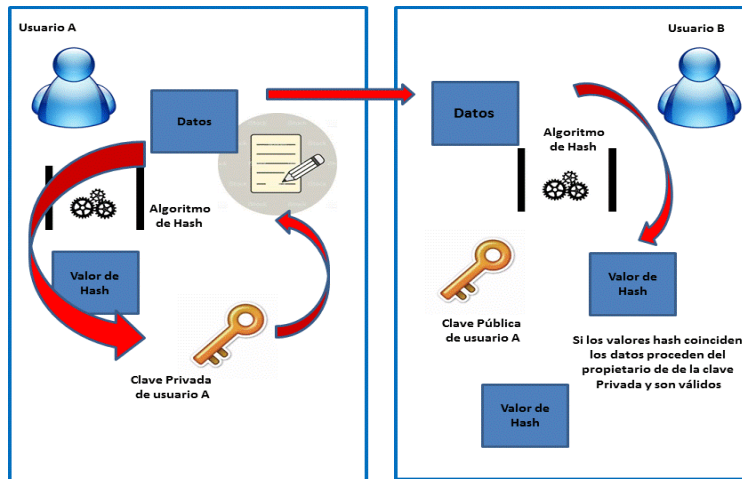 Usuario A
Datos
Algoritmo
de Hash
Valor de
Hash
Clave Privada
de usuario A
Usuario B
Datos
Algoritmo
de Hash
Valor de
Hash
Clave Pública
de usuario A
Si los valores hash coinciden
los datos proceden del
propietario de de la clave
Privada y son válidos
Valor de
Hash